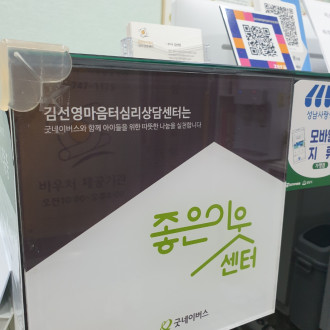 김선영마음터심리상담센터는
굿네이버스와 함께 아이들을 위한 따뜻한 나눔을 실천합니다
좋은이웃
센터
굿네이버스
성남사랑
모바일
지류